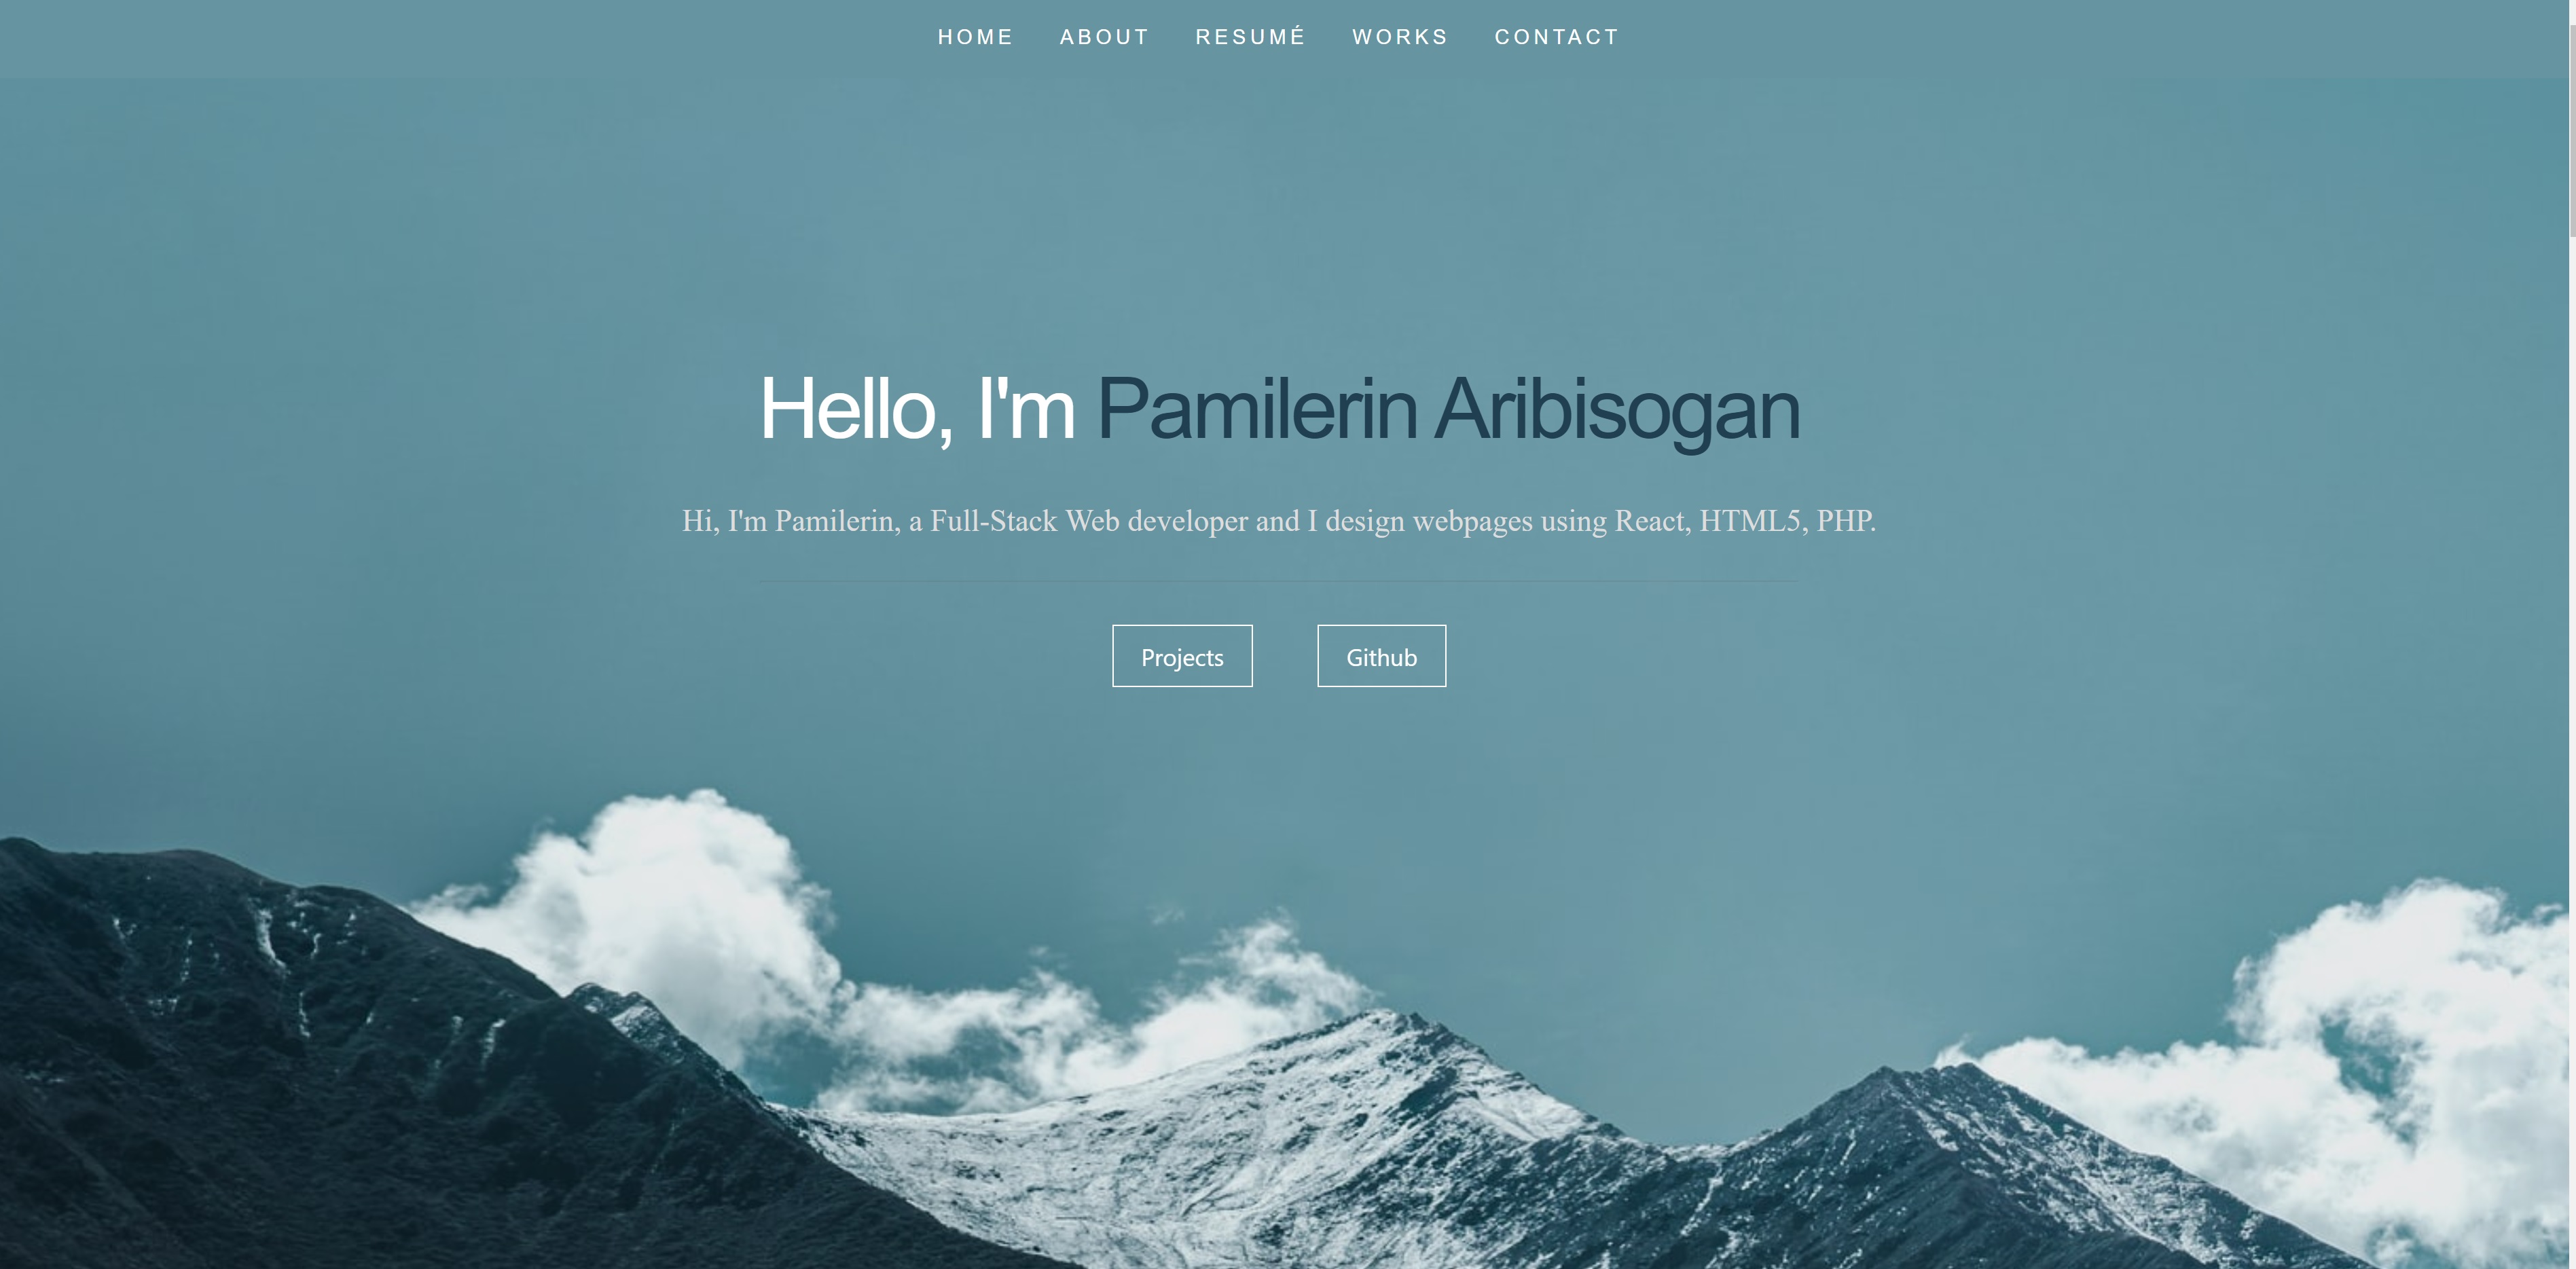 HOME ABOUT RESUMÉ WORKS CONTACT
Hello, I'm Pamilerin Aribisogan
Hi, I'm Pamilerin, a Full-Stack Web developer and I design webpages using React, HTML5, PHP.
Projects Github